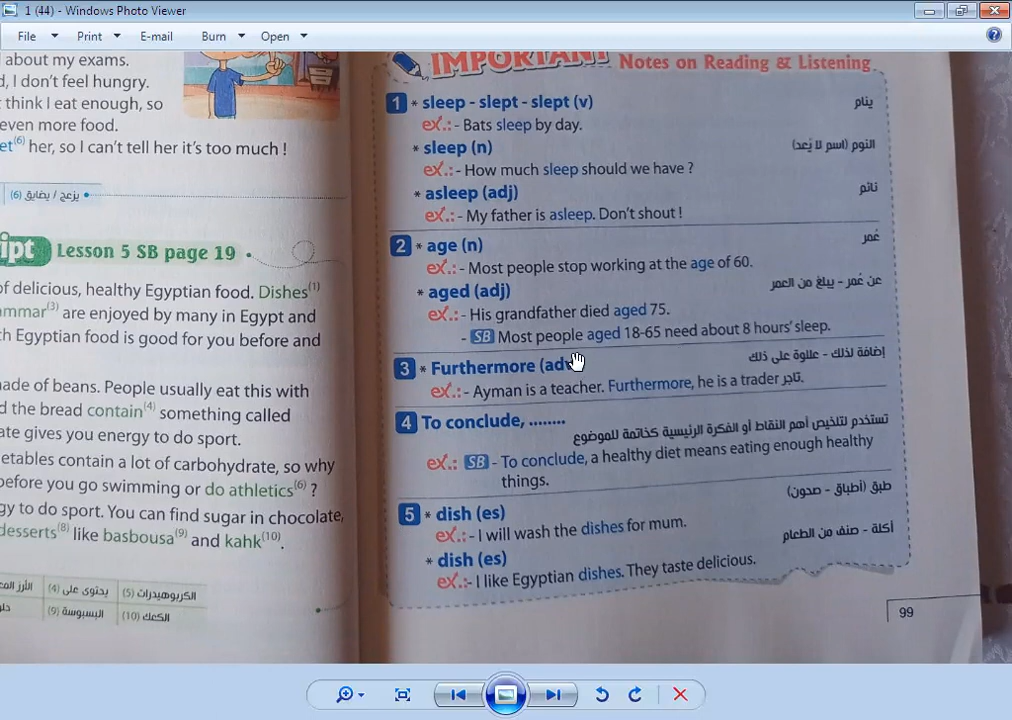 1 (44) - Windows Photo Viewer
File Print E-mail Burn Open
about my exams.
d, I don't feel hungry.
think I eat enough, so
even more food.
et(6) her, so I can't tell her it's too much !
(6) يزعج / يضايق
ipt Lesson 5 SB page 19
of delicious, healthy Egyptian food. Dishes(1)
ammar(3) are enjoyed by many in Egypt and
h Egyptian food is good for you before and
ade of beans. People usually eat this with
d the bread contain(4) something called
ate gives you energy to do sport.
etables contain a lot of carbohydrate, so why
before you go swimming or do athletics(6) ?
gy to do sport. You can find sugar in chocolate,
desserts(8) like basbousa(9) and kahk(10).
(4) يحتوى على (5) الكربوهيدرات
(9) البسبوسة (10) الكعك
IMPORTANT Notes on Reading & Listening
1 * sleep - slept - slept (v) ينام
ex.: - Bats sleep by day.
* sleep (n) النوم (اسم لا يُعد)
ex.: - How much sleep should we have ?
* asleep (adj) نائم
ex.: - My father is asleep. Don't shout !
2 * age (n) عُمر
ex.: - Most people stop working at the age of 60.
* aged (adj) عن عُمر - يبلغ من العمر
ex.: - His grandfather died aged 75.
- SB Most people aged 18-65 need about 8 hours' sleep.
3 * Furthermore (adv إضافة لذلك - علاوة على ذلك
ex.: - Ayman is a teacher. Furthermore, he is a trader تاجر.
4 To conclude, ........ تستخدم لتلخيص أهم النقاط أو الفكرة الرئيسية كخاتمة للموضوع
ex.: SB - To conclude, a healthy diet means eating enough healthy
things.
5 * dish (es) طبق (أطباق - صحون)
ex.: - I will wash the dishes for mum.
* dish (es) أكلة - صنف من الطعام
ex.: - I like Egyptian dishes. They taste delicious.
99